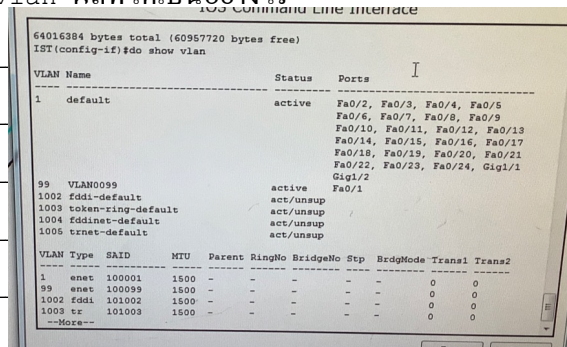 IOS Command Line Interface
64016384 bytes total (60957720 bytes free)
IST(config-if)#do show vlan
VLAN Name Status Ports
---- -------------------------------- --------- -------------------------------
1 default active Fa0/2, Fa0/3, Fa0/4, Fa0/5
Fa0/6, Fa0/7, Fa0/8, Fa0/9
Fa0/10, Fa0/11, Fa0/12, Fa0/13
Fa0/14, Fa0/15, Fa0/16, Fa0/17
Fa0/18, Fa0/19, Fa0/20, Fa0/21
Fa0/22, Fa0/23, Fa0/24, Gig1/1
Gig1/2
99 VLAN0099 active Fa0/1
1002 fddi-default act/unsup
1003 token-ring-default act/unsup
1004 fddinet-default act/unsup
1005 trnet-default act/unsup
VLAN Type SAID MTU Parent RingNo BridgeNo Stp BrdgMode Trans1 Trans2
---- ----- ---------- ----- ------ ------ -------- ---- -------- ------ ------
1 enet 100001 1500 - - - - - 0 0
99 enet 100099 1500 - - - - - 0 0
1002 fddi 101002 1500 - - - - - 0 0
1003 tr 101003 1500 - - - - - 0 0
--More--